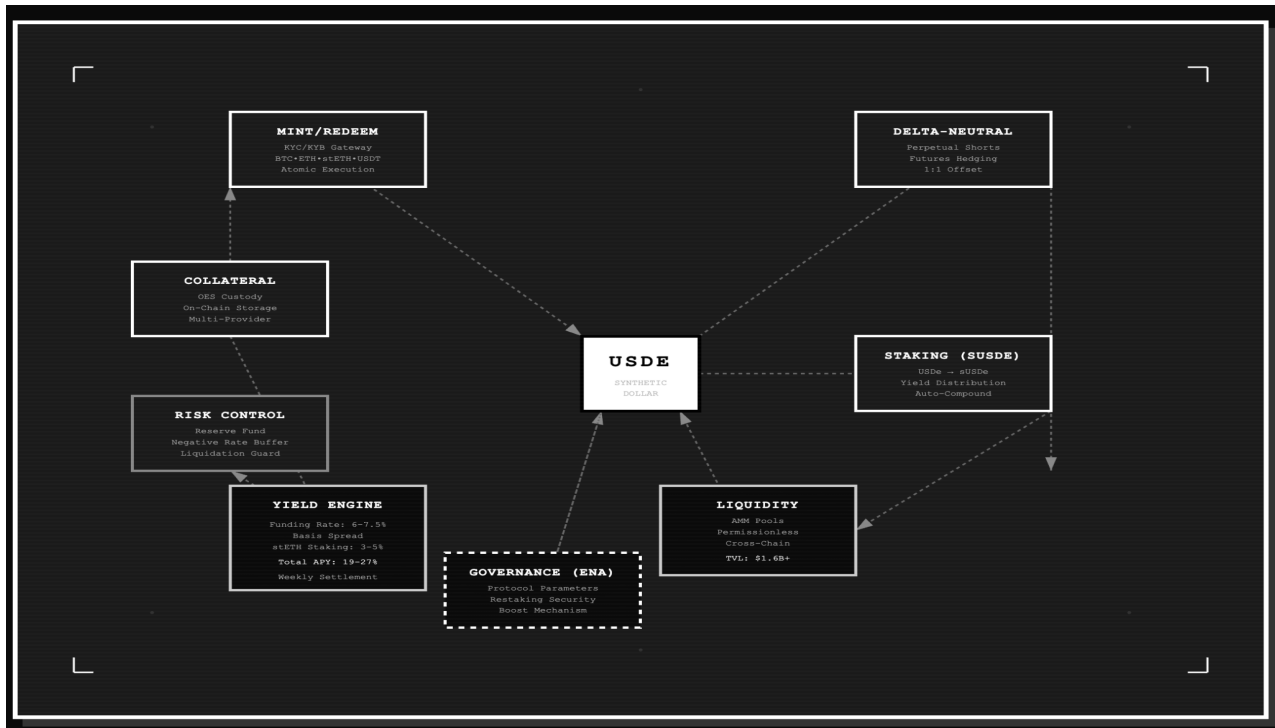 MINT/REDEEM
KYC/KYB Gateway
BTC•ETH•stETH•USDT
Atomic Execution
DELTA-NEUTRAL
Perpetual Shorts
Futures Hedging
1:1 Offset
COLLATERAL
OES Custody
On-Chain Storage
Multi-Provider
USDE
SYNTHETIC
DOLLAR
STAKING (SUSDE)
USDe → sUSDe
Yield Distribution
Auto-Compound
RISK CONTROL
Reserve Fund
Negative Rate Buffer
Liquidation Guard
YIELD ENGINE
Funding Rate: 6-7.5%
Basis Spread
stETH Staking: 3-5%
Total APY: 19-27%
Weekly Settlement
LIQUIDITY
AMM Pools
Permissionless
Cross-Chain
TVL: $1.6B+
GOVERNANCE (ENA)
Protocol Parameters
Restaking Security
Boost Mechanism